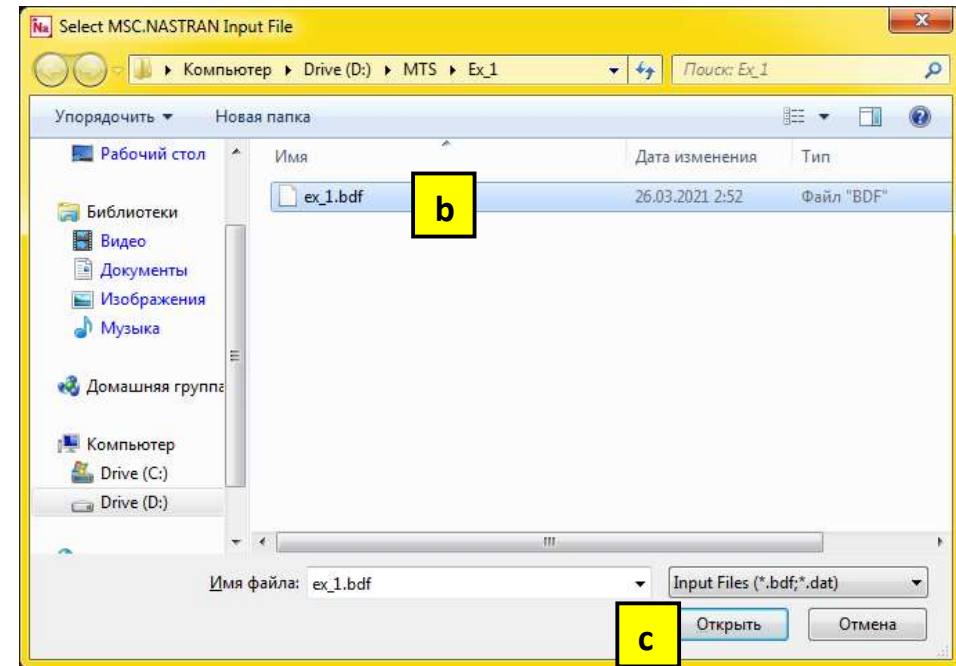 Select MSC.NASTRAN Input File
Компьютер Drive (D:) MTS Ex_1 Поиск: Ex_1
Упорядочить Новая папка
Рабочий стол
Библиотеки
Видео
Документы
Изображения
Музыка
Домашняя группа
Компьютер
Drive (C:)
Drive (D:)
Имя Дата изменения Тип
ex_1.bdf 26.03.2021 2:52 Файл "BDF"
b
Имя файла: ex_1.bdf Input Files (*.bdf;*.dat)
c Открыть Отмена